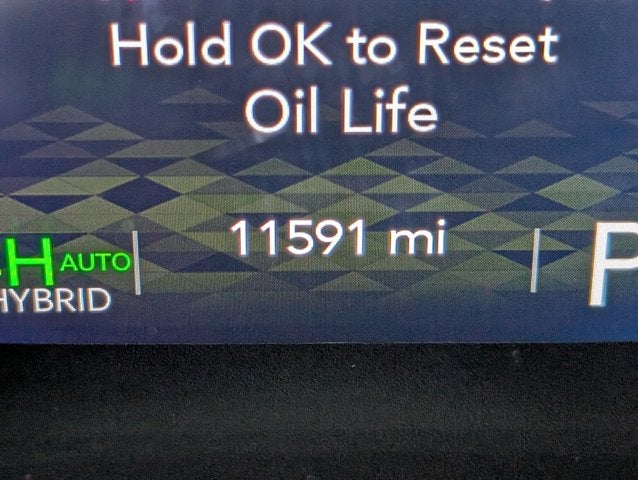 Hold OK to Reset
Oil Life
11591 mi
H AUTO
HYBRID
P